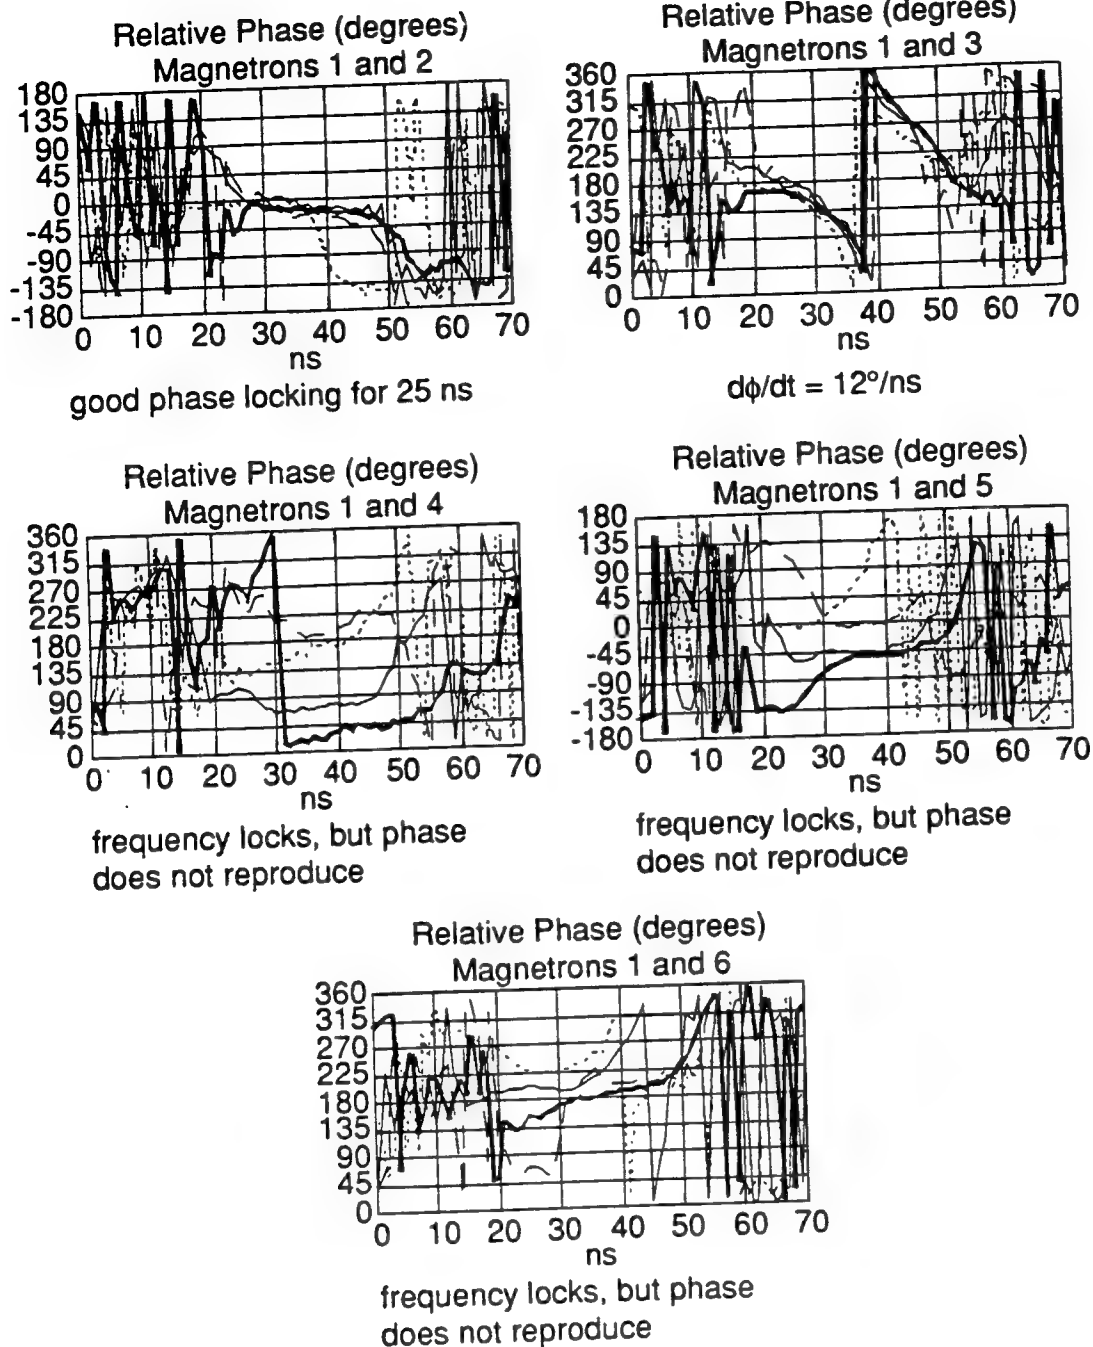 Relative Phase (degrees)
Magnetrons 1 and 2
180
135
90
45
0
-45
-90
-135
-180
0 10 20 30 40 50 60 70
ns
good phase locking for 25 ns
Relative Phase (degrees)
Magnetrons 1 and 3
360
315
270
225
180
135
90
45
0
0 10 20 30 40 50 60 70
ns
dϕ/dt = 12°/ns
Relative Phase (degrees)
Magnetrons 1 and 4
360
315
270
225
180
135
90
45
0
0 10 20 30 40 50 60 70
ns
frequency locks, but phase
does not reproduce
Relative Phase (degrees)
Magnetrons 1 and 5
180
135
90
45
0
-45
-90
-135
-180
0 10 20 30 40 50 60 70
ns
frequency locks, but phase
does not reproduce
Relative Phase (degrees)
Magnetrons 1 and 6
360
315
270
225
180
135
90
45
0
0 10 20 30 40 50 60 70
ns
frequency locks, but phase
does not reproduce